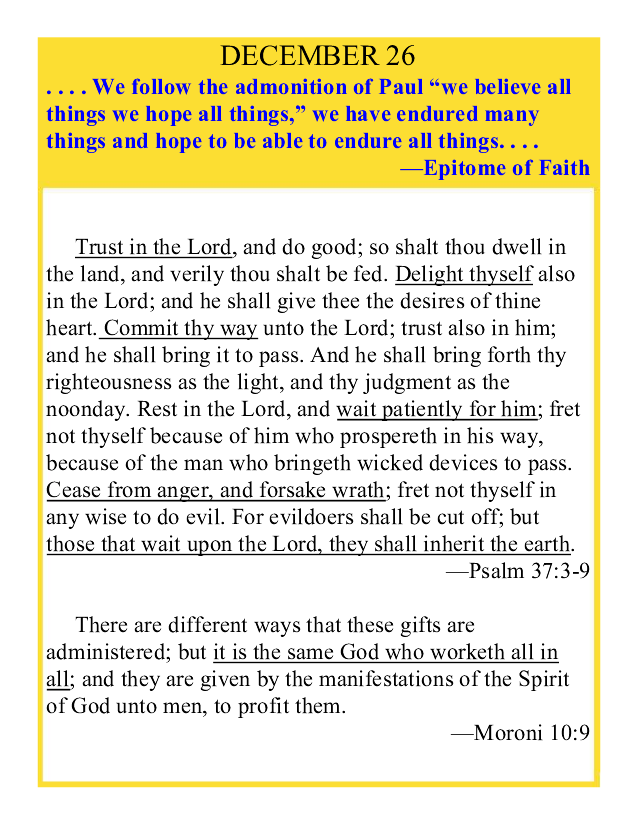 DECEMBER 26
. . . . We follow the admonition of Paul “we believe all
things we hope all things,” we have endured many
things and hope to be able to endure all things. . . .
—Epitome of Faith
Trust in the Lord, and do good; so shalt thou dwell in
the land, and verily thou shalt be fed. Delight thyself also
in the Lord; and he shall give thee the desires of thine
heart. Commit thy way unto the Lord; trust also in him;
and he shall bring it to pass. And he shall bring forth thy
righteousness as the light, and thy judgment as the
noonday. Rest in the Lord, and wait patiently for him; fret
not thyself because of him who prospereth in his way,
because of the man who bringeth wicked devices to pass.
Cease from anger, and forsake wrath; fret not thyself in
any wise to do evil. For evildoers shall be cut off; but
those that wait upon the Lord, they shall inherit the earth.
—Psalm 37:3-9
There are different ways that these gifts are
administered; but it is the same God who worketh all in
all; and they are given by the manifestations of the Spirit
of God unto men, to profit them.
—Moroni 10:9